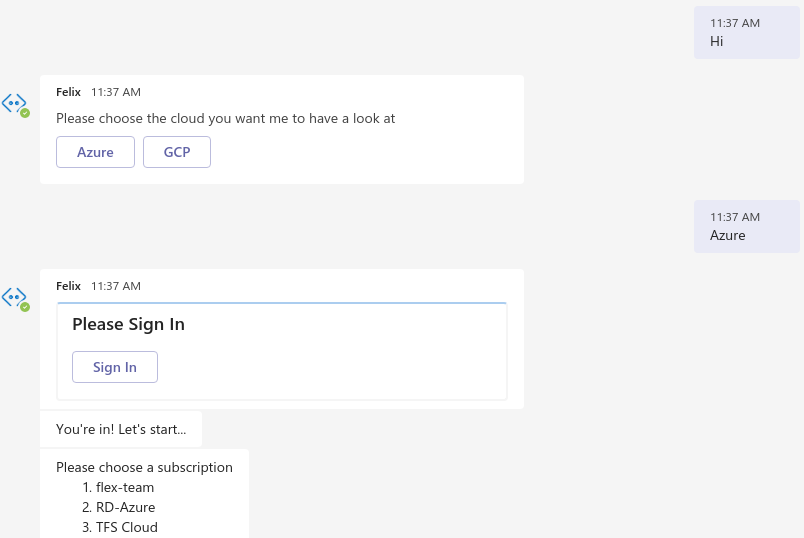 11:37 AM
Hi
Felix 11:37 AM
Please choose the cloud you want me to have a look at
Azure GCP
11:37 AM
Azure
Felix 11:37 AM
Please Sign In
Sign In
You're in! Let's start...
Please choose a subscription
1. flex-team
2. RD-Azure
3. TFS Cloud